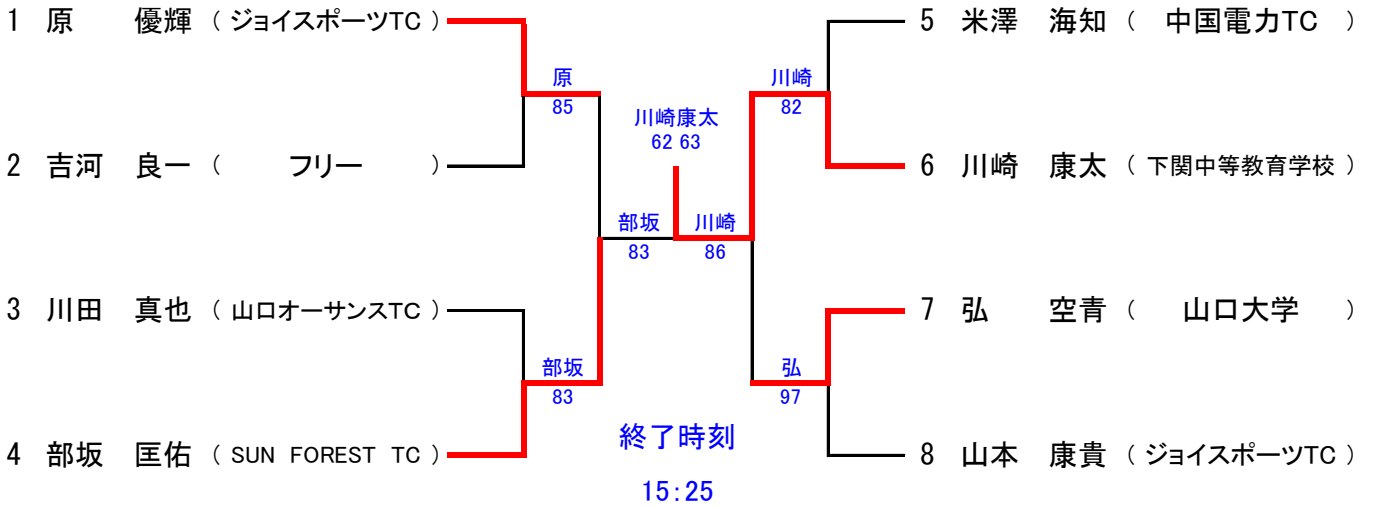 1 原 優輝 （ ジョイスポーツTC ）
5 米澤 海知 （ 中国電力TC ）
原
85
川崎
82
川崎康太
62 63
2 吉河 良一 （ フリー ）
6 川崎 康太 （ 下関中等教育学校 ）
部坂
83
川崎
86
3 川田 真也 （ 山口オーサンスTC ）
7 弘 空青 （ 山口大学 ）
部坂
83
弘
97
4 部坂 匡佑 （ SUN FOREST TC ）
8 山本 康貴 （ ジョイスポーツTC ）
終了時刻
15:25